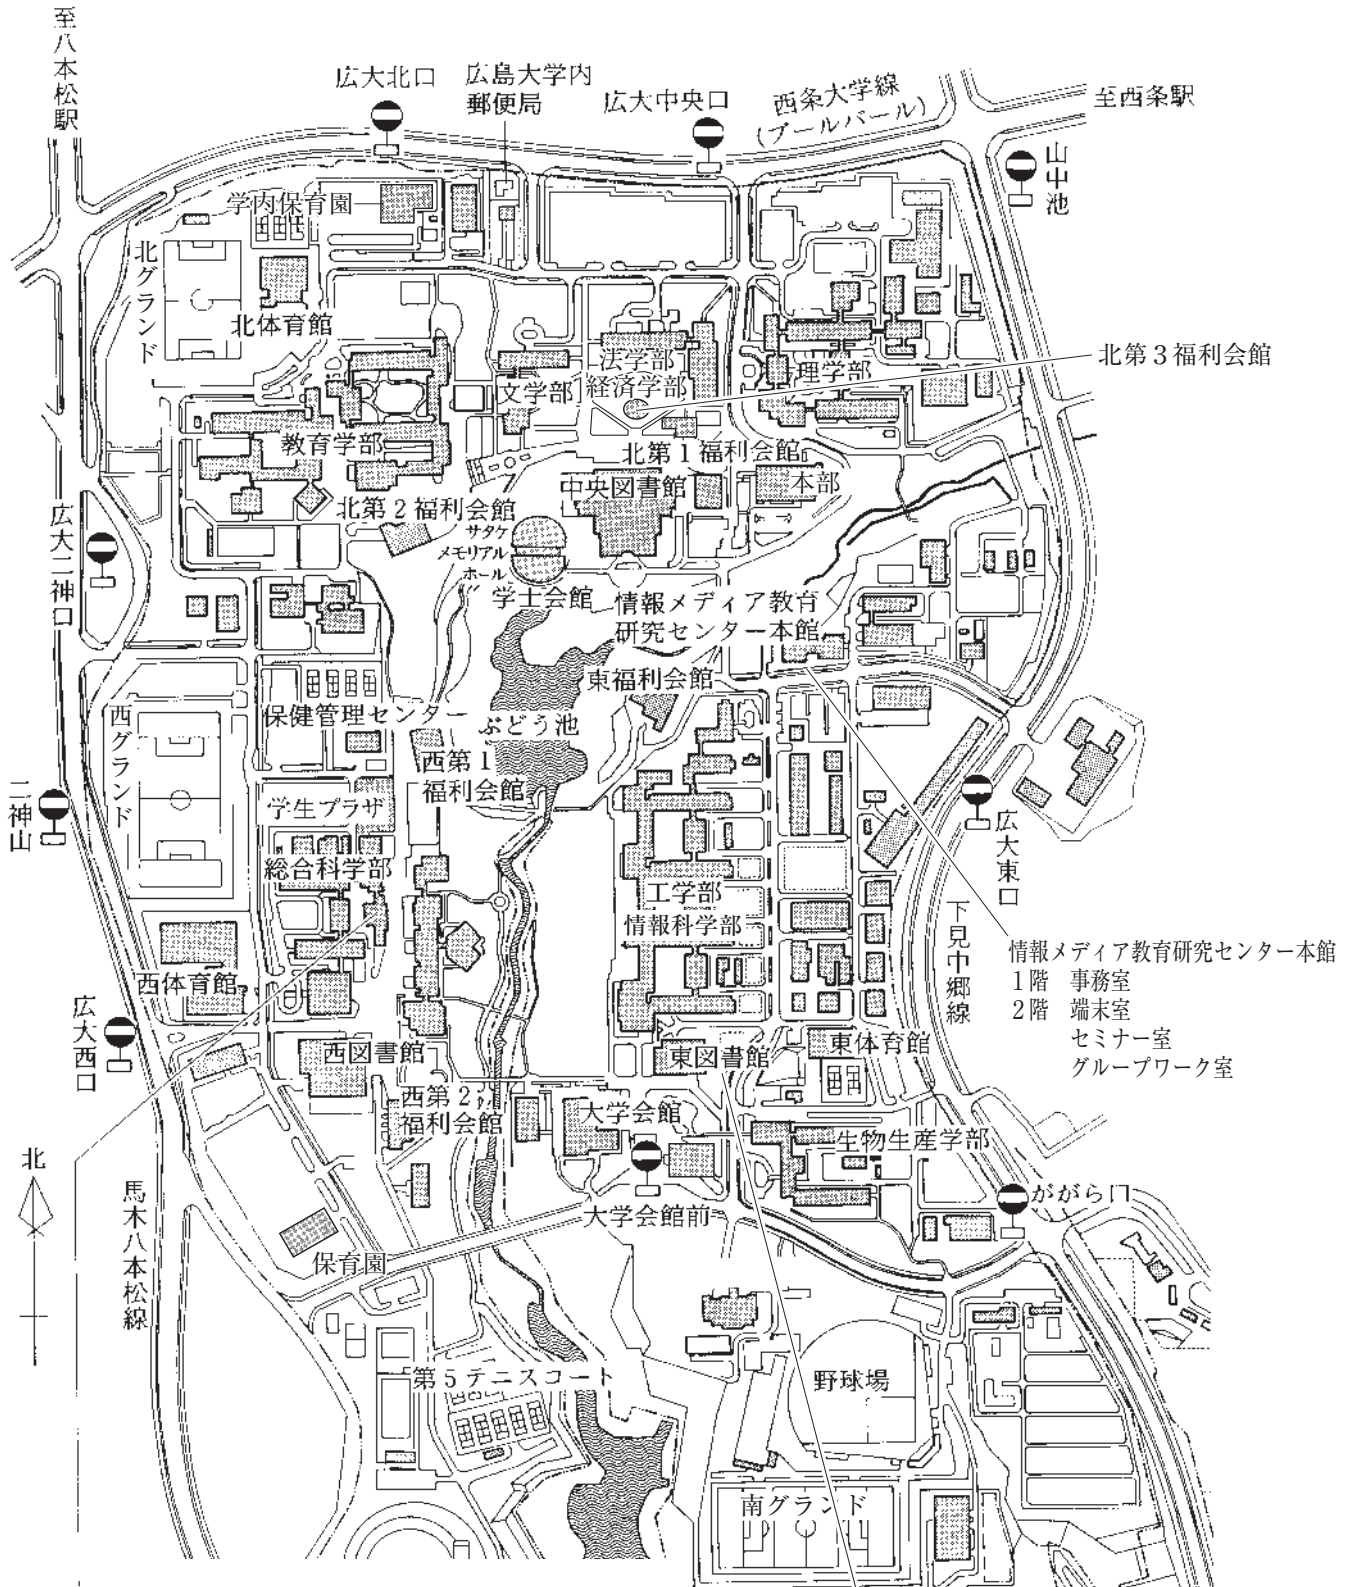 至八本松駅
広大北口
広島大学内
郵便局
広大中央口
西条大学線
(ブールバール)
至西条駅
山中池
学内保育園
北グランド
北体育館
法学部
経済学部
文学部
理学部
北第3福利会館
教育学部
北第1福利会館
中央図書館
本部
北第2福利会館
サタケ
メモリアル
ホール
学士会館
広大二神口
情報メディア教育
研究センター本館
東福利会館
西グランド
保健管理センター
ぶどう池
西第1
福利会館
二神山
学生プラザ
広大東口
総合科学部
工学部
情報科学部
下見中郷線
情報メディア教育研究センター本館
1階 事務室
2階 端末室
セミナー室
グループワーク室
西体育館
広大西口
西図書館
東図書館
東体育館
西第2
福利会館
大学会館
生物生産学部
北
ががら口
大学会館前
馬木八本松線
保育園
第5テニスコート
野球場
南グランド